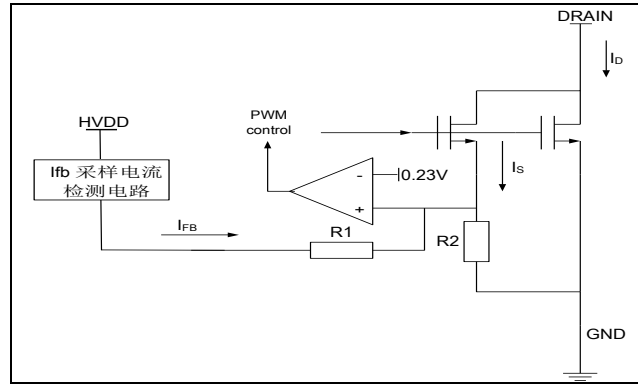 DRAIN
ID
HVDD
PWM
control
Ifb 采样电流
检测电路
-
0.23V
+
IS
IFB
R1
R2
GND